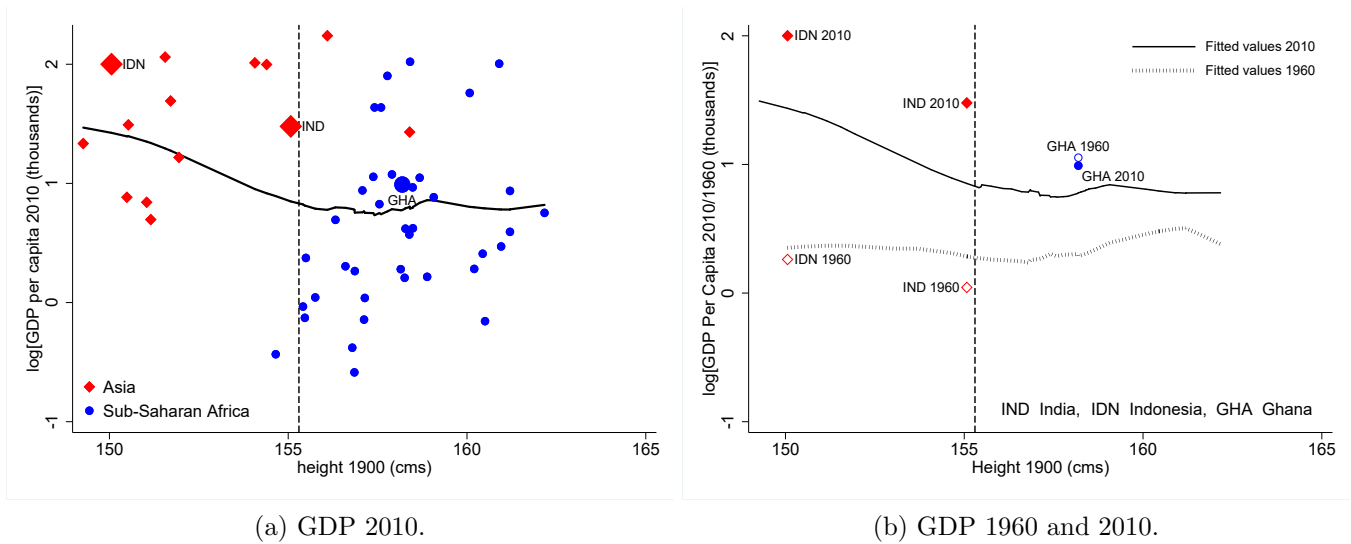 log[GDP per capita 2010 (thousands)]
2
1
0
-1
IDN
IND
GHA
Asia
Sub-Saharan Africa
150
155
160
165
height 1900 (cms)
(a) GDP 2010.
log[GDP Per Capita 2010/1960 (thousands)]
2
1
0
-1
IDN 2010
Fitted values 2010
Fitted values 1960
IND 2010
GHA 1960
GHA 2010
IDN 1960
IND 1960
IND India, IDN Indonesia, GHA Ghana
150
155
160
165
Height 1900 (cms)
(b) GDP 1960 and 2010.